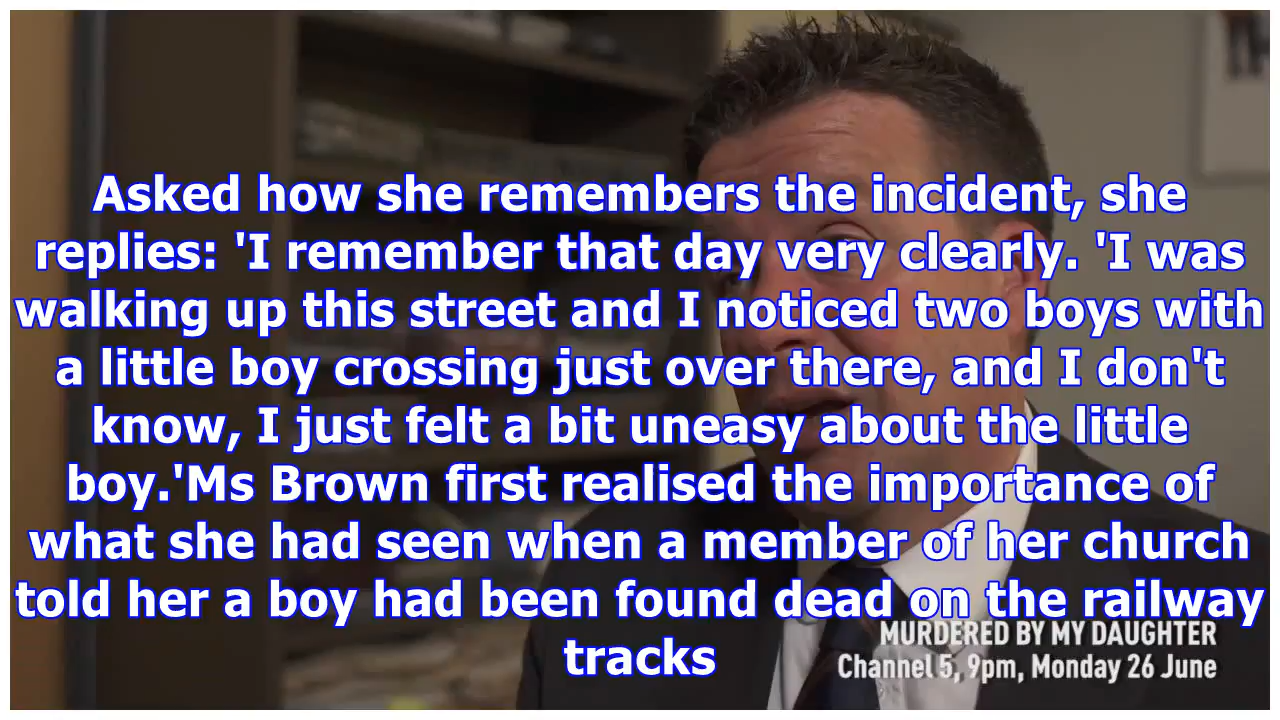 Asked how she remembers the incident, she
replies: 'I remember that day very clearly. 'I was
walking up this street and I noticed two boys with
a little boy crossing just over there, and I don't
know, I just felt a bit uneasy about the little
boy.'Ms Brown first realised the importance of
what she had seen when a member of her church
told her a boy had been found dead on the railway
tracks
MURDERED BY MY DAUGHTER
Channel 5, 9pm, Monday 26 June